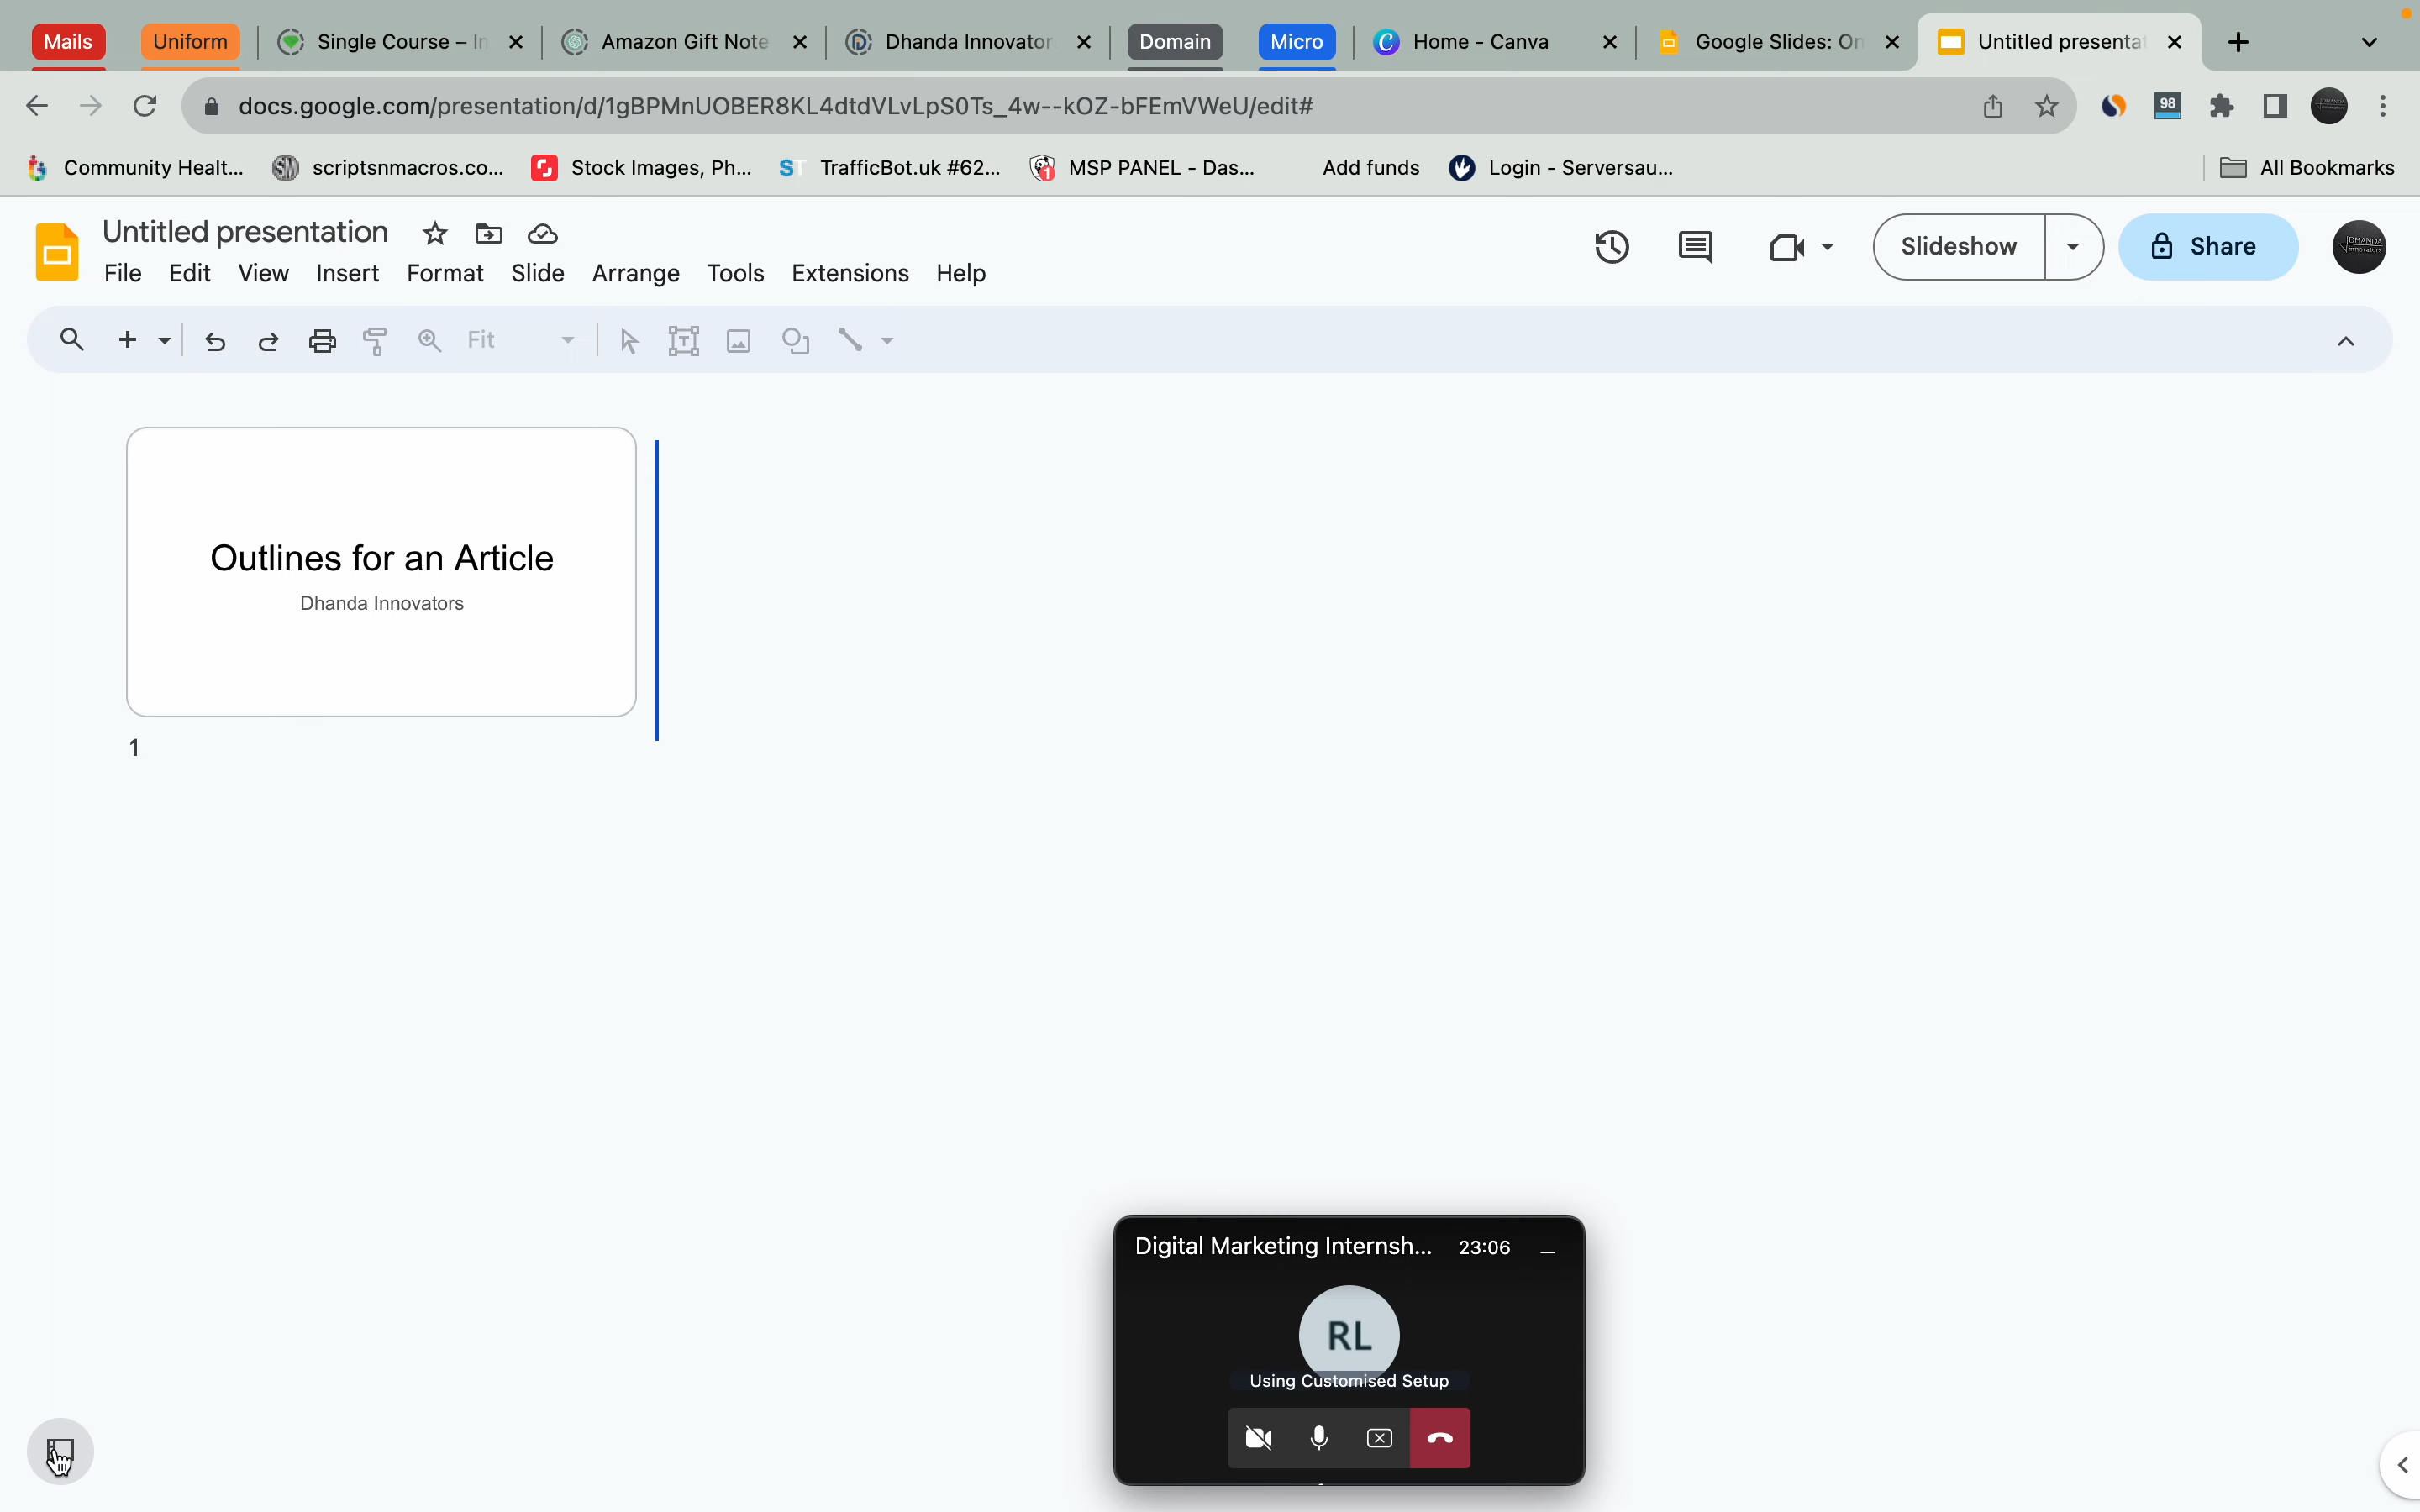 Mails Uniform Single Course – In Amazon Gift Note Dhanda Innovator Domain Micro Home - Canva Google Slides: On Untitled presenta
docs.google.com/presentation/d/1gBPMnUOBER8KL4dtdVLvLpS0Ts_4w--kOZ-bFEmVWeU/edit#
98
Community Healt... scriptsnmacros.co... Stock Images, Ph... TrafficBot.uk #62... MSP PANEL - Das... Add funds Login - Serversau... All Bookmarks
Untitled presentation
File Edit View Insert Format Slide Arrange Tools Extensions Help
Slideshow Share
Fit
Outlines for an Article
Dhanda Innovators
1
Digital Marketing Internsh... 23:06
RL
Using Customised Setup